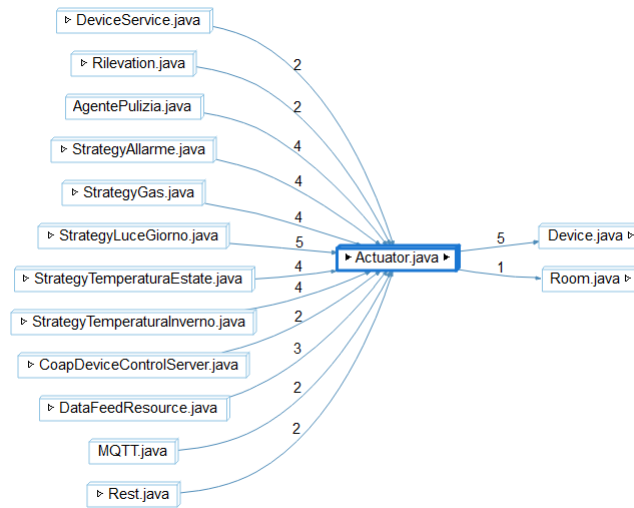 DeviceService.java
Rilevation.java
AgentePulizia.java
StrategyAllarme.java
StrategyGas.java
StrategyLuceGiorno.java
StrategyTemperaturaEstate.java
StrategyTemperaturaInverno.java
CoapDeviceControlServer.java
DataFeedResource.java
MQTT.java
Rest.java
2
2
4
4
4
5
4
4
2
3
2
2
Actuator.java
5
1
Device.java
Room.java